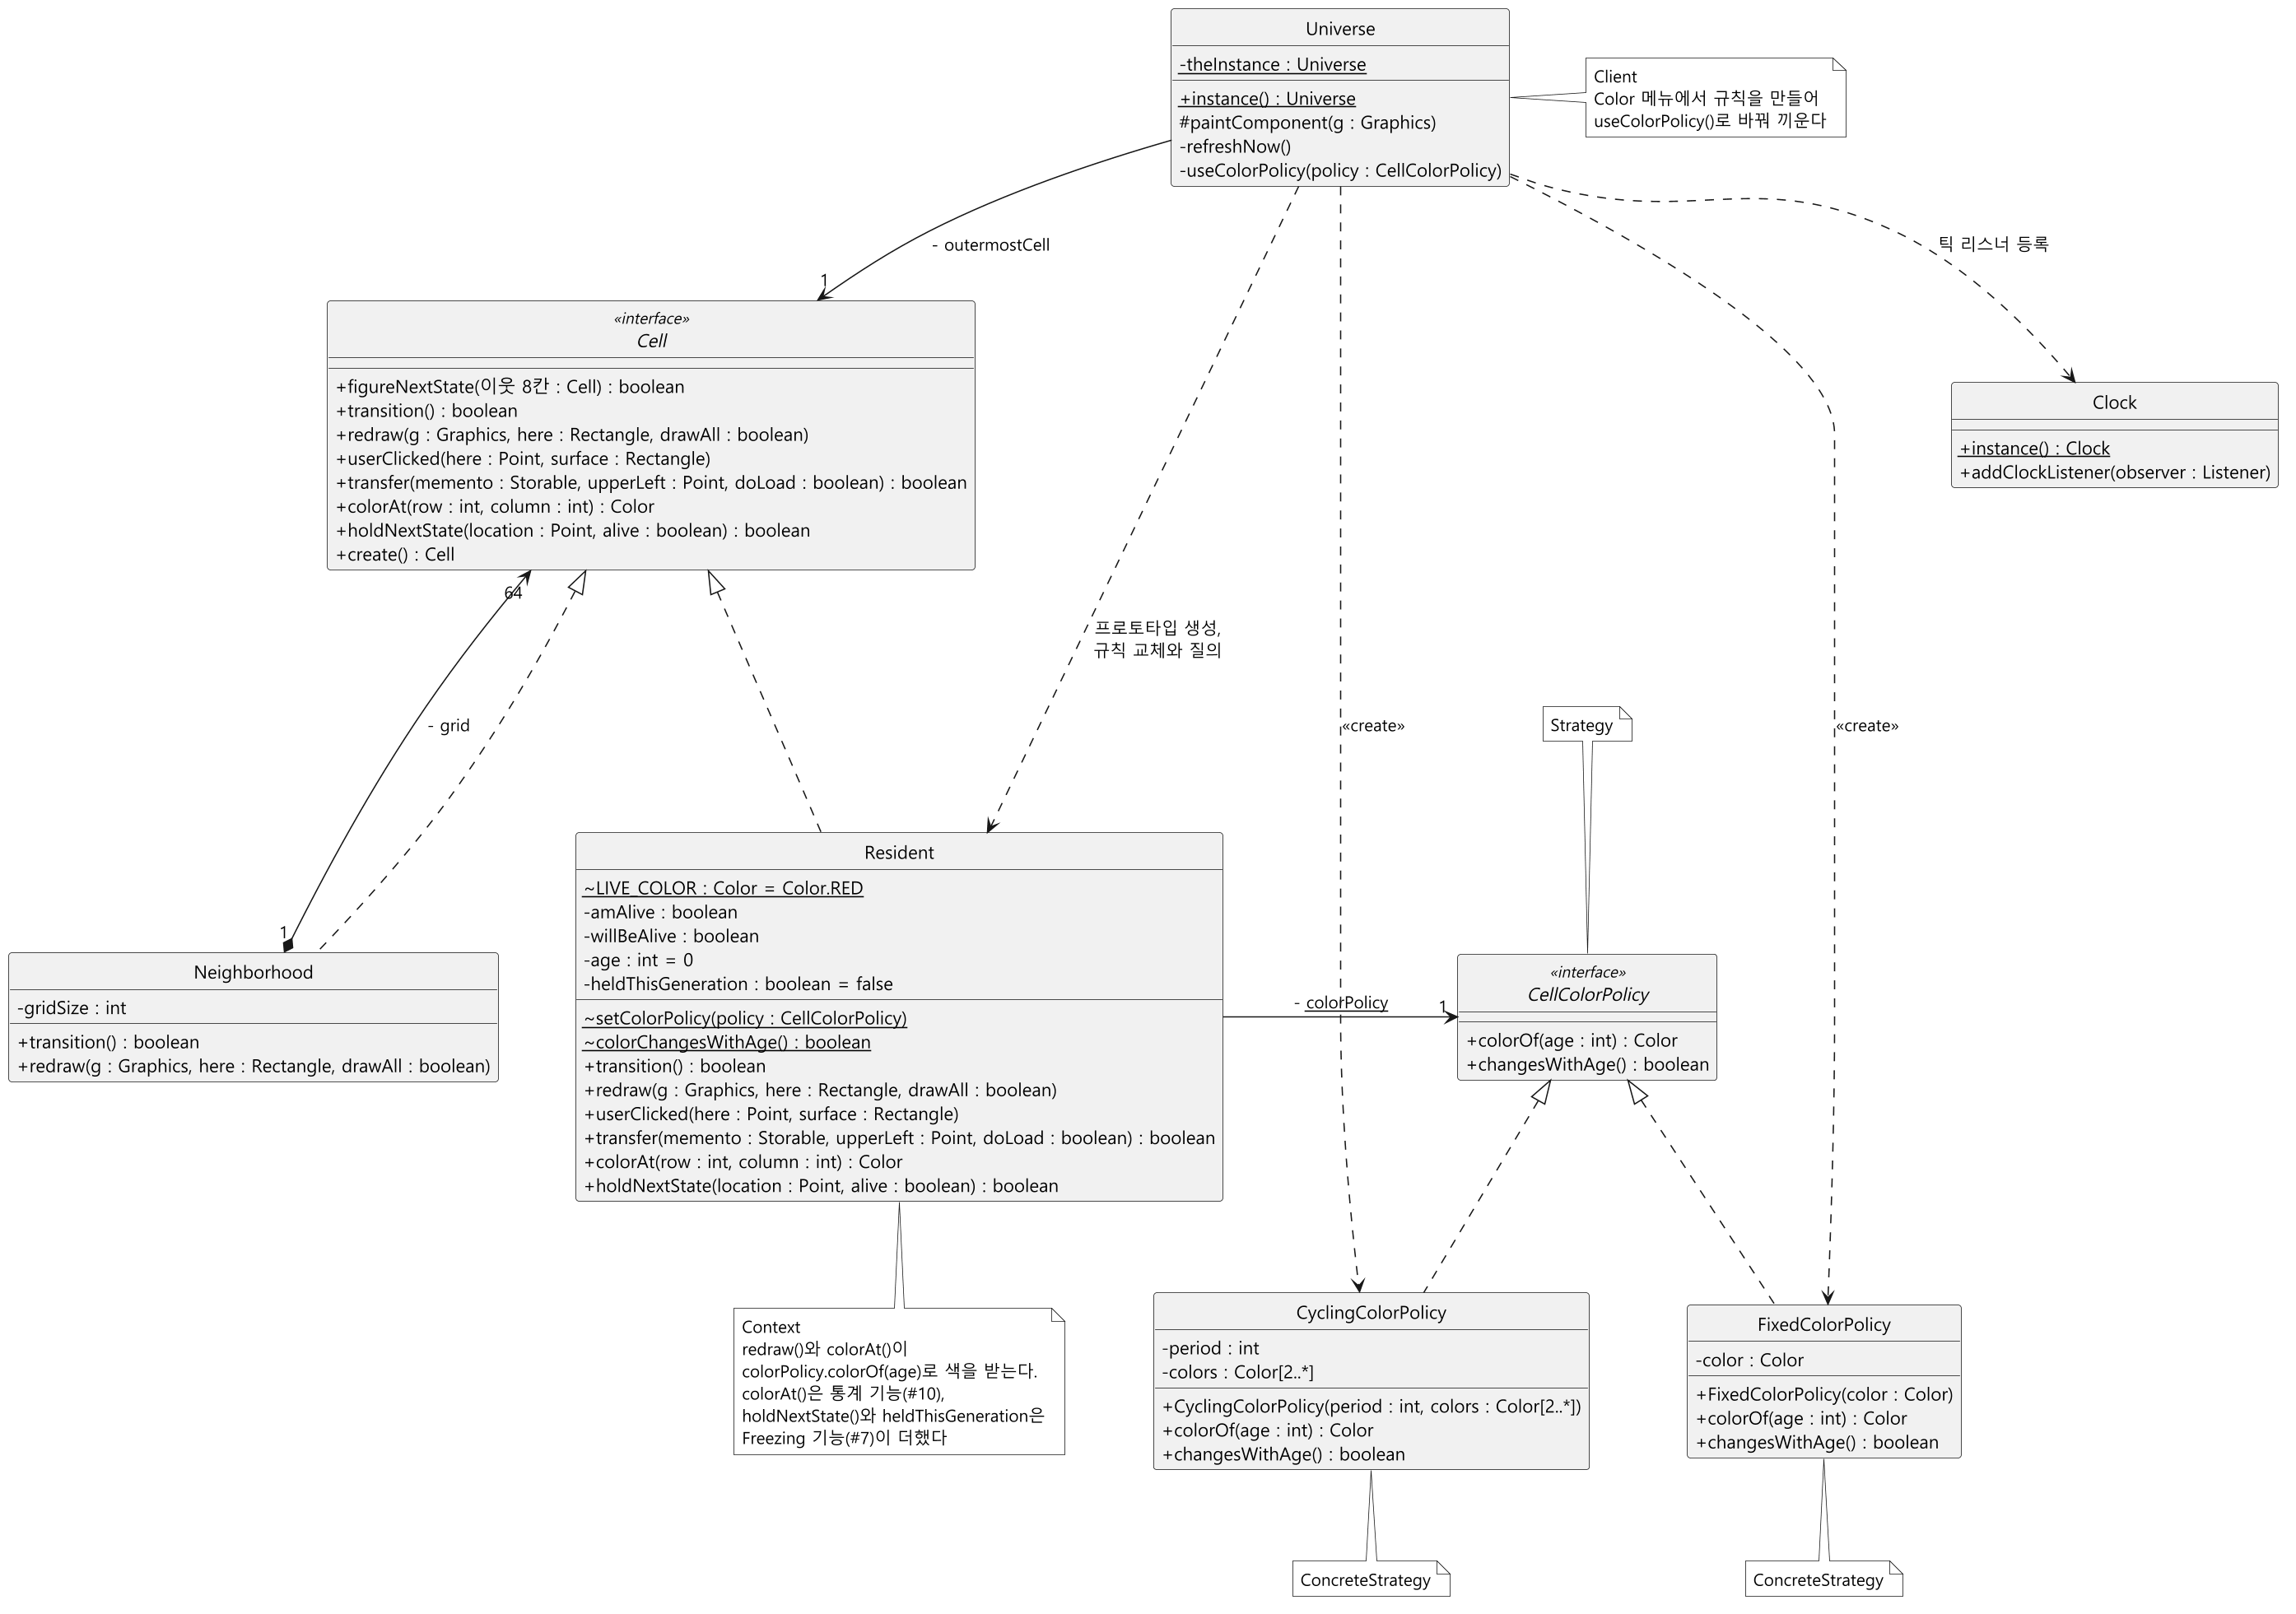 Universe
-theInstance : Universe
+instance() : Universe
#paintComponent(g : Graphics)
-refreshNow()
-useColorPolicy(policy : CellColorPolicy)
Client
Color 메뉴에서 규칙을 만들어
useColorPolicy()로 바꿔 끼운다
- outermostCell
틱 리스너 등록
1
«interface»
Cell
+figureNextState(이웃 8칸 : Cell) : boolean
+transition() : boolean
+redraw(g : Graphics, here : Rectangle, drawAll : boolean)
+userClicked(here : Point, surface : Rectangle)
+transfer(memento : Storable, upperLeft : Point, doLoad : boolean) : boolean
+colorAt(row : int, column : int) : Color
+holdNextState(location : Point, alive : boolean) : boolean
+create() : Cell
Clock
+instance() : Clock
+addClockListener(observer : Listener)
64
프로토타입 생성,
규칙 교체와 질의
- grid
«create»
Strategy
«create»
1
Neighborhood
-gridSize : int
+transition() : boolean
+redraw(g : Graphics, here : Rectangle, drawAll : boolean)
Resident
~LIVE_COLOR : Color = Color.RED
-amAlive : boolean
-willBeAlive : boolean
-age : int = 0
-heldThisGeneration : boolean = false
~setColorPolicy(policy : CellColorPolicy)
~colorChangesWithAge() : boolean
+transition() : boolean
+redraw(g : Graphics, here : Rectangle, drawAll : boolean)
+userClicked(here : Point, surface : Rectangle)
+transfer(memento : Storable, upperLeft : Point, doLoad : boolean) : boolean
+colorAt(row : int, column : int) : Color
+holdNextState(location : Point, alive : boolean) : boolean
- colorPolicy
1
«interface»
CellColorPolicy
+colorOf(age : int) : Color
+changesWithAge() : boolean
Context
redraw()와 colorAt()이
colorPolicy.colorOf(age)로 색을 받는다.
colorAt()은 통계 기능(#10),
holdNextState()와 heldThisGeneration은
Freezing 기능(#7)이 더했다
CyclingColorPolicy
-period : int
-colors : Color[2..*]
+CyclingColorPolicy(period : int, colors : Color[2..*])
+colorOf(age : int) : Color
+changesWithAge() : boolean
FixedColorPolicy
-color : Color
+FixedColorPolicy(color : Color)
+colorOf(age : int) : Color
+changesWithAge() : boolean
ConcreteStrategy
ConcreteStrategy